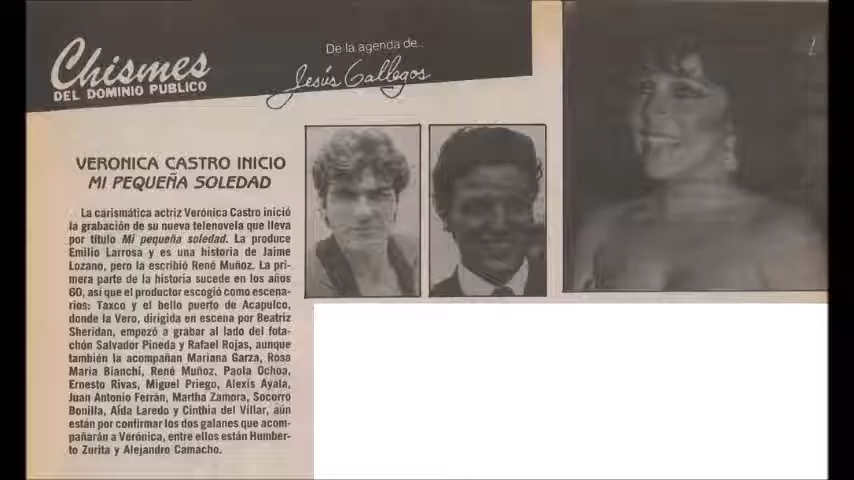 Chismes
DEL DOMINIO PUBLICO
De la agenda de..
Jesús Gallegos
VERONICA CASTRO INICIO
MI PEQUEÑA SOLEDAD
La carismática actriz Verónica Castro inició
la grabación de su nueva telenovela que lleva
por título Mi pequeña soledad. La produce
Emilio Larrosa y es una historia de Jaime
Lozano, pero la escribió René Muñoz. La pri-
mera parte de la historia sucede en los años
60, así que el productor escogió como escena-
rios: Taxco y el bello puerto de Acapulco,
donde la Vero, dirigida en escena por Beatriz
Sheridan, empezó a grabar al lado del fota-
chón Salvador Pineda y Rafael Rojas, aunque
también la acompañan Mariana Garza, Rosa
María Bianchi, René Muñoz, Paola Ochoa,
Ernesto Rivas, Miguel Priego, Alexis Ayala,
Juan Antonio Ferrán, Martha Zamora, Socorro
Bonilla, Aída Laredo y Cinthia del Villar, aún
están por confirmar los dos galanes que acom-
pañarán a Verónica, entre ellos están Humber-
to Zurita y Alejandro Camacho.